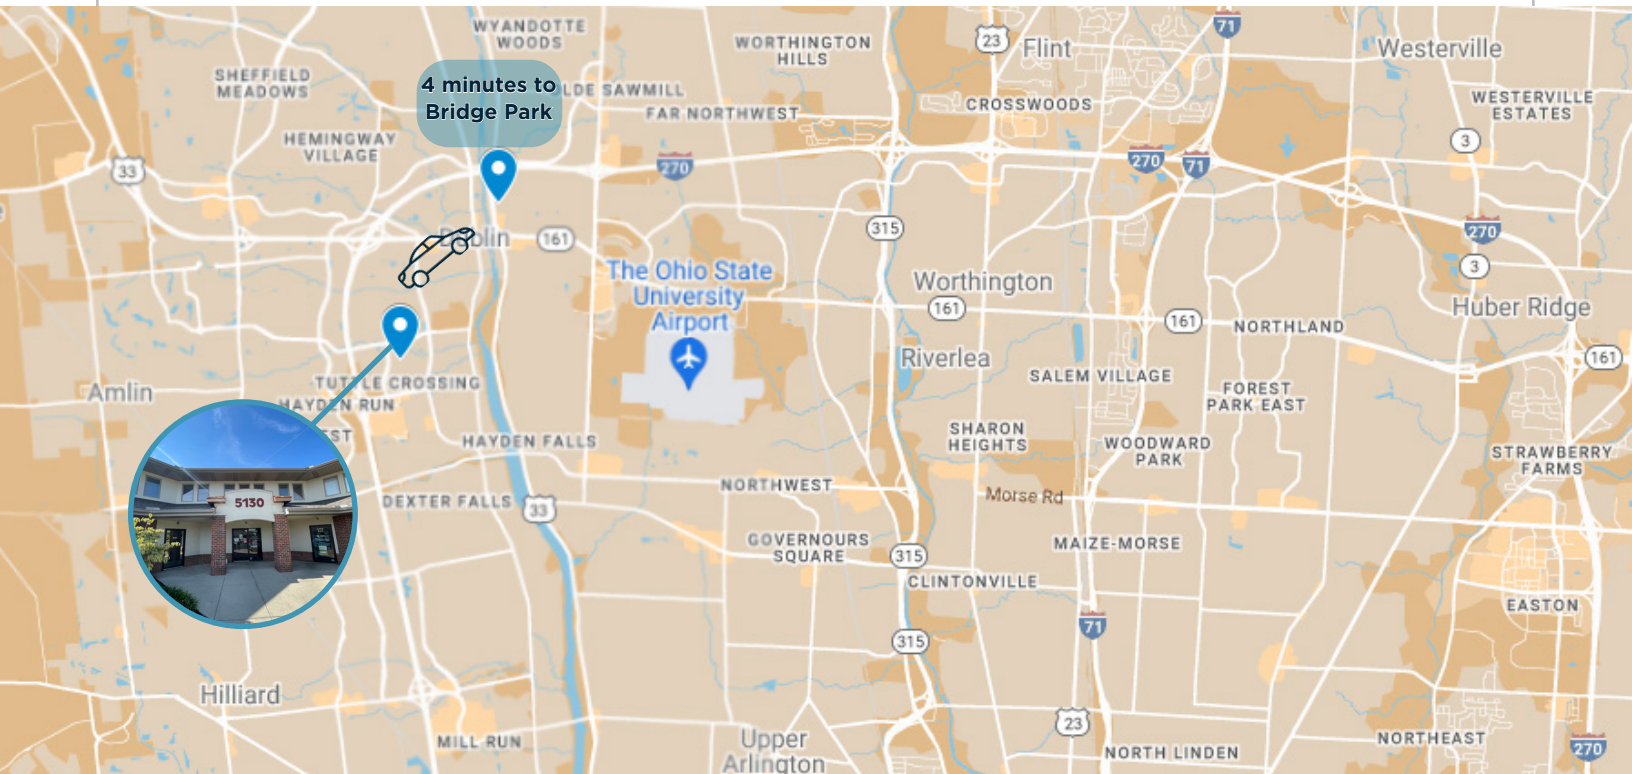 WYANDOTTE
WOODS
WORTHINGTON
HILLS
23
Flint
71
Westerville
SHEFFIELD
MEADOWS
4 minutes to
Bridge Park
LDE SAWMILL
FAR NORTHWEST
CROSSWOODS
WESTERVILLE
ESTATES
HEMINGWAY
VILLAGE
3
33
270
270
71
315
161
270
3
The Ohio State
University
Airport
Worthington
161
161
NORTHLAND
Huber Ridge
Riverlea
161
SALEM VILLAGE
Amlin
TUTTLE CROSSING
HAYDEN RUN
FOREST
PARK EAST
EST
HAYDEN FALLS
SHARON
HEIGHTS
WOODWARD
PARK
STRAWBERRY
FARMS
5130
DEXTER FALLS
33
NORTHWEST
Morse Rd
GOVERNOURS
SQUARE
315
MAIZE-MORSE
CLINTONVILLE
EASTON
71
315
Hilliard
23
MILL RUN
Upper
Arlington
NORTH LINDEN
NORTHEAST
270